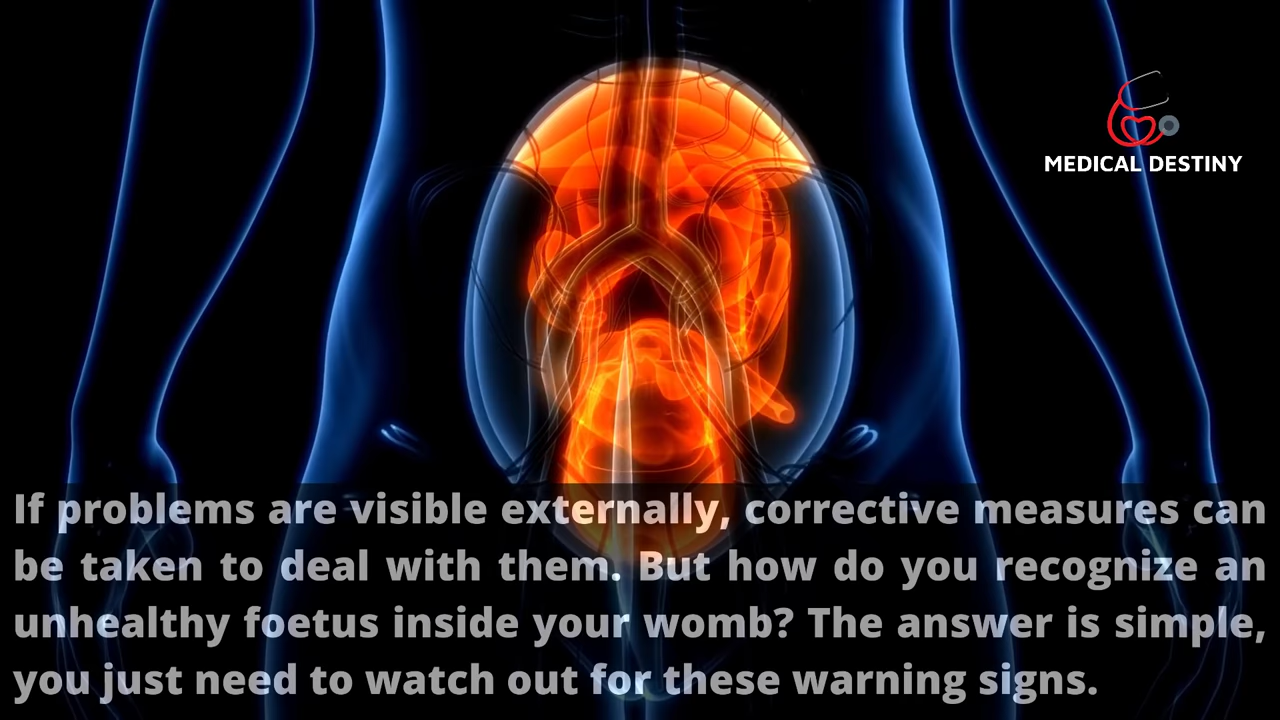 MEDICAL DESTINY
If problems are visible externally, corrective measures can
be taken to deal with them. But how do you recognize an
unhealthy foetus inside your womb? The answer is simple,
you just need to watch out for these warning signs.